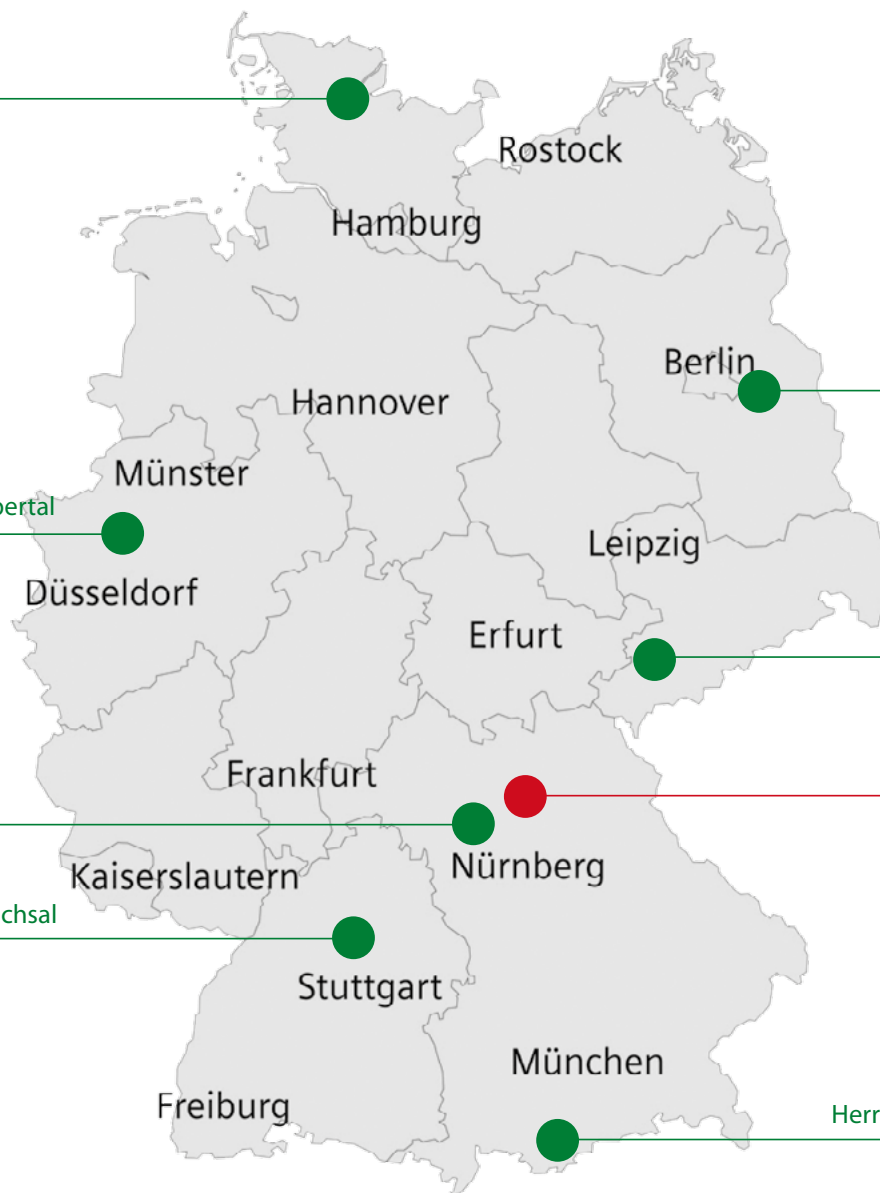 Rostock
Hamburg
Berlin
Hannover
Münster
pertal
Leipzig
Düsseldorf
Erfurt
Frankfurt
Nürnberg
Kaiserslautern
chsal
Stuttgart
München
Freiburg
Herr